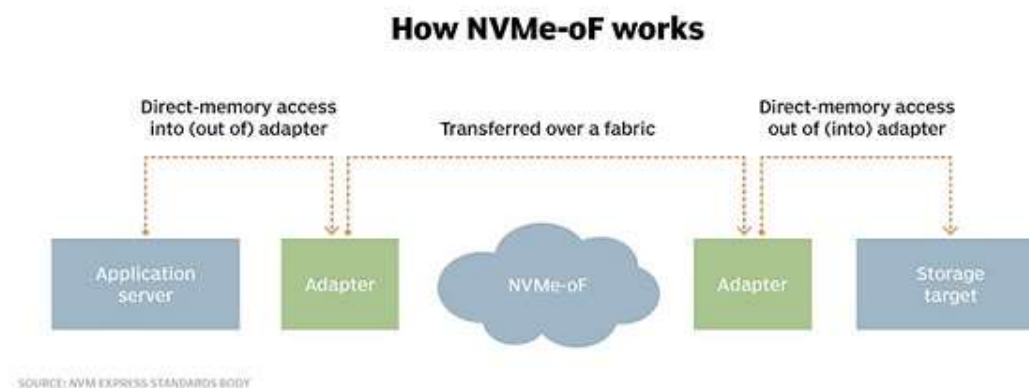 How NVMe-oF works
Direct-memory access
into (out of) adapter
Transferred over a fabric
Direct-memory access
out of (into) adapter
Application
server
Adapter
NVMe-oF
Adapter
Storage
target
SOURCE: NVM EXPRESS STANDARDS BODY